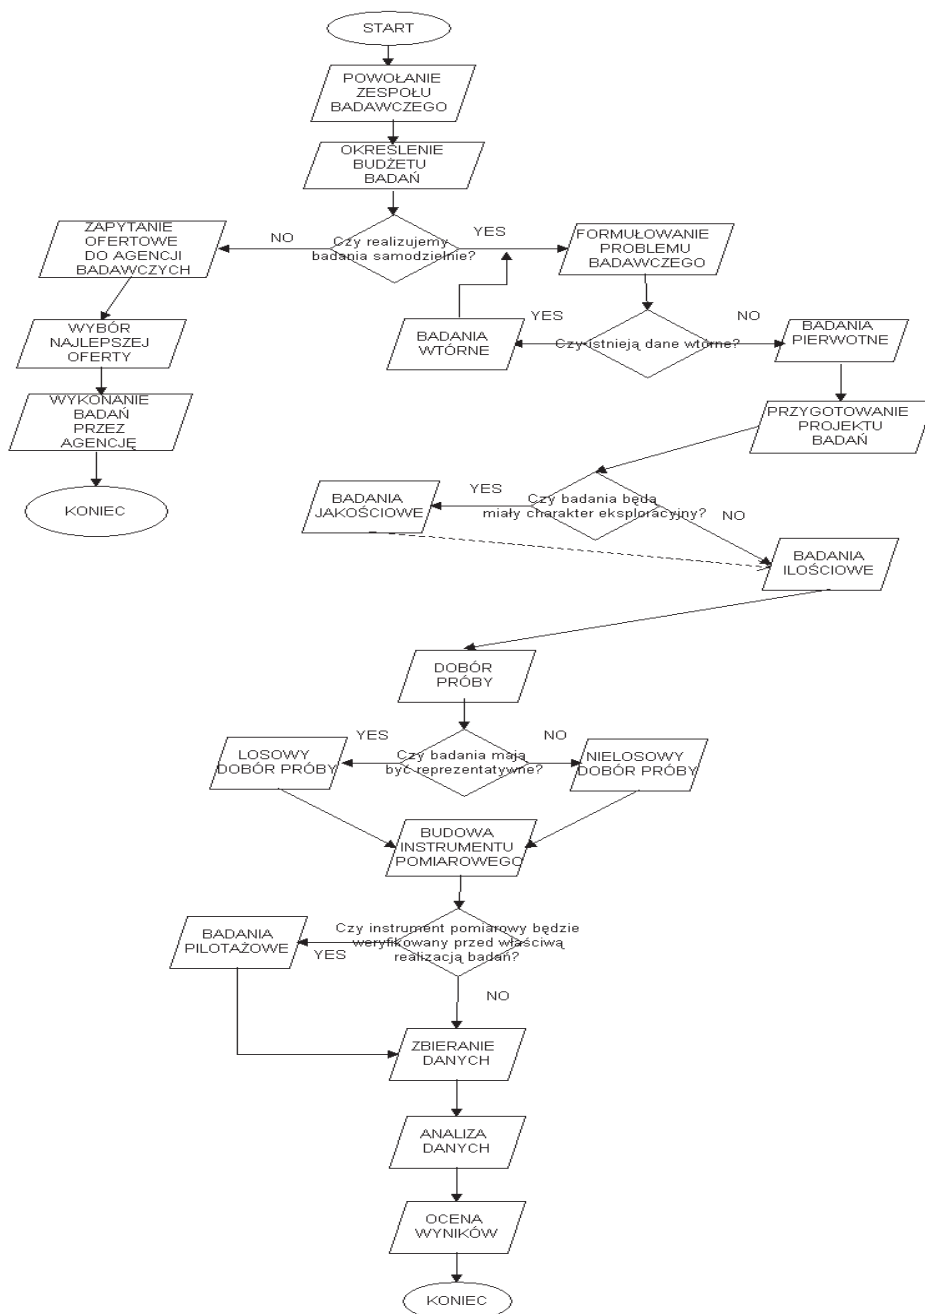 START
POWOŁANIE
ZESPOŁU
BADAWCZEGO
OKREŚLENIE
BUDŻETU
BADAŃ
ZAPYTANIE
OFERTOWE
DO AGENCJI
BADAWCZYCH
NO
Czy realizujemy
badania samodzielnie?
YES
FORMUŁOWANIE
PROBLEMU
BADAWCZEGO
WYBÓR
NAJLEPSZEJ
OFERTY
BADANIA
WTÓRNE
YES
Czy istnieją dane wtórne?
NO
BADANIA
PIERWOTNE
WYKONANIE
BADAŃ
PRZEZ
AGENCJĘ
PRZYGOTOWANIE
PROJEKTU
BADAŃ
KONIEC
BADANIA
JAKOŚCIOWE
YES
Czy badania będą
miały charakter eksploracyjny?
NO
BADANIA
ILOŚCIOWE
DOBÓR
PRÓBY
LOSOWY
DOBÓR PRÓBY
YES
Czy badania mają
być reprezentatywne?
NO
NIELOSOWY
DOBÓR PRÓBY
BUDOWA
INSTRUMENTU
POMIAROWEGO
BADANIA
PILOTAŻOWE
YES
Czy instrument pomiarowy będzie
weryfikowany przed właściwą
realizacją badań?
NO
ZBIERANIE
DANYCH
ANALIZA
DANYCH
OCENA
WYNIKÓW
KONIEC